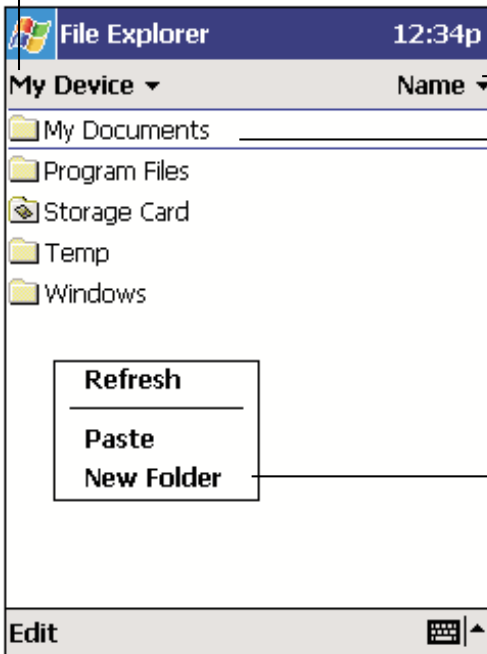 File Explorer 12:34p
My Device Name
My Documents
Program Files
Storage Card
Temp
Windows
Refresh
Paste
New Folder
Edit